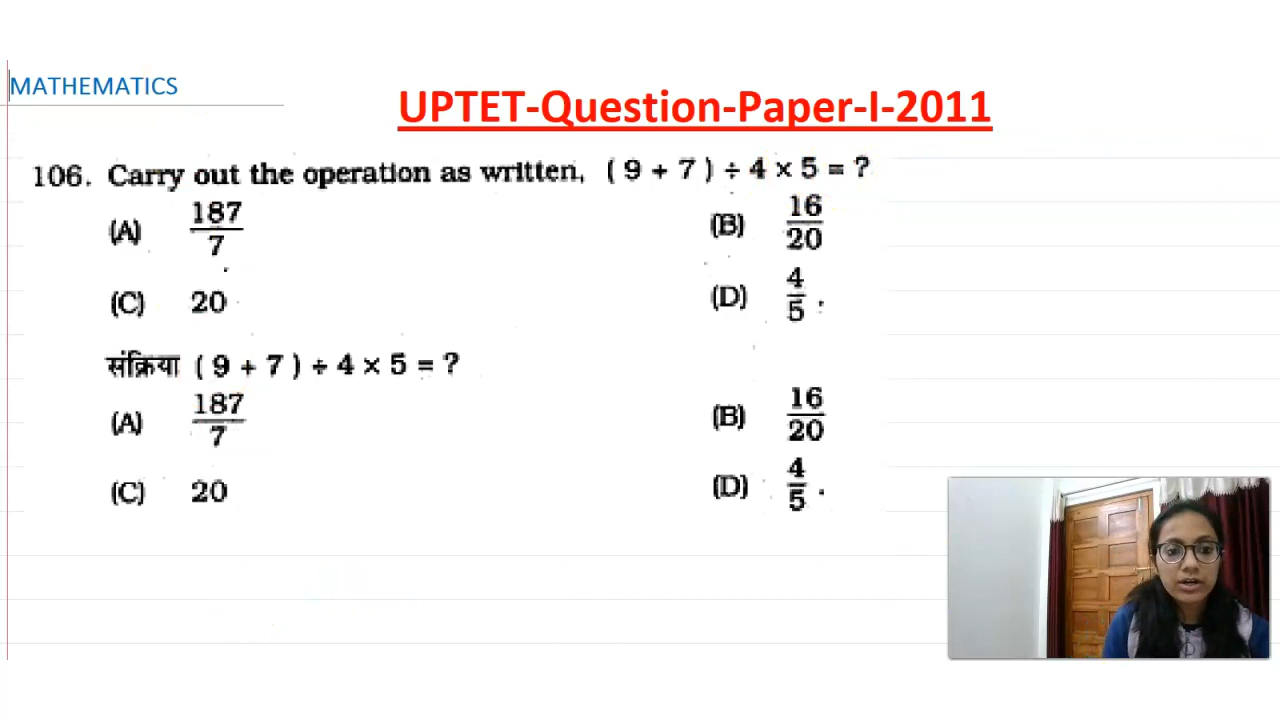 MATHEMATICS
UPTET-Question-Paper-I-2011
106. Carry out the operation as written, ( 9 + 7 ) ÷ 4 × 5 = ?
(A) 187/7 (B) 16/20
(C) 20 (D) 4/5 .
संक्रिया ( 9 + 7 ) ÷ 4 × 5 = ?
(A) 187/7 (B) 16/20
(C) 20 (D) 4/5 .